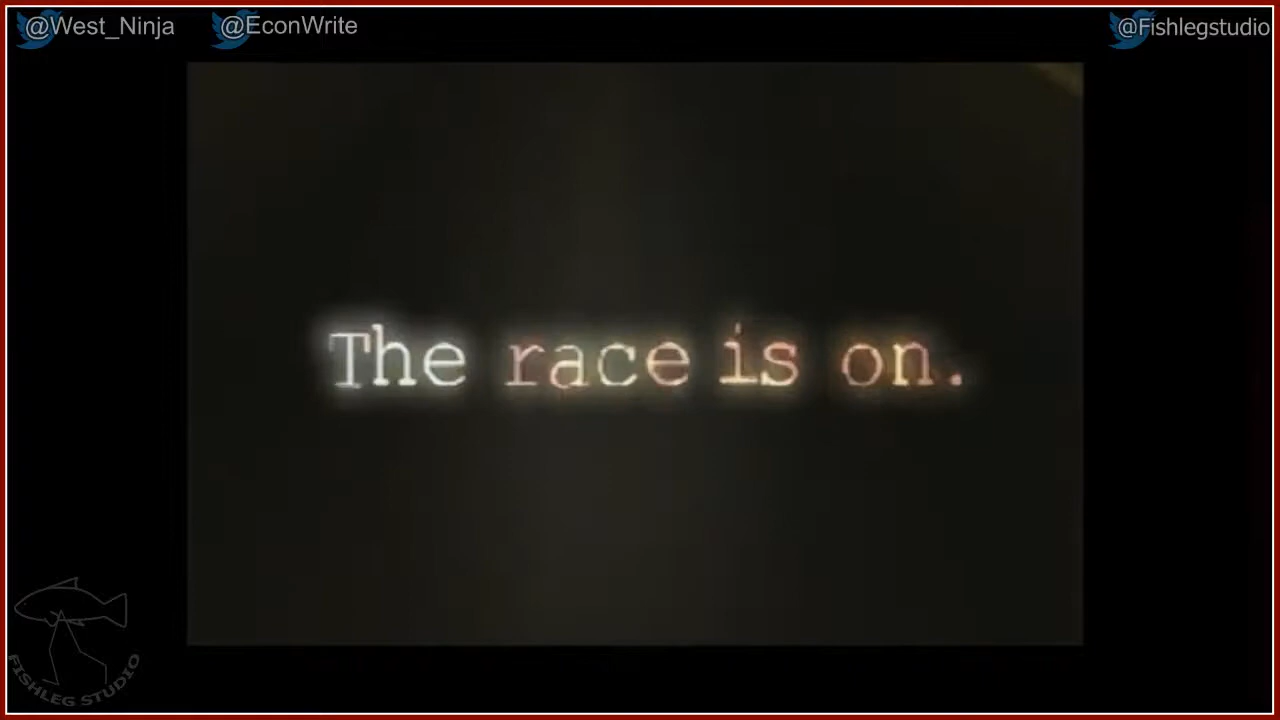 @West_Ninja @EconWrite @Fishlegstudio
The race is on.
FISHLEG STUDIO